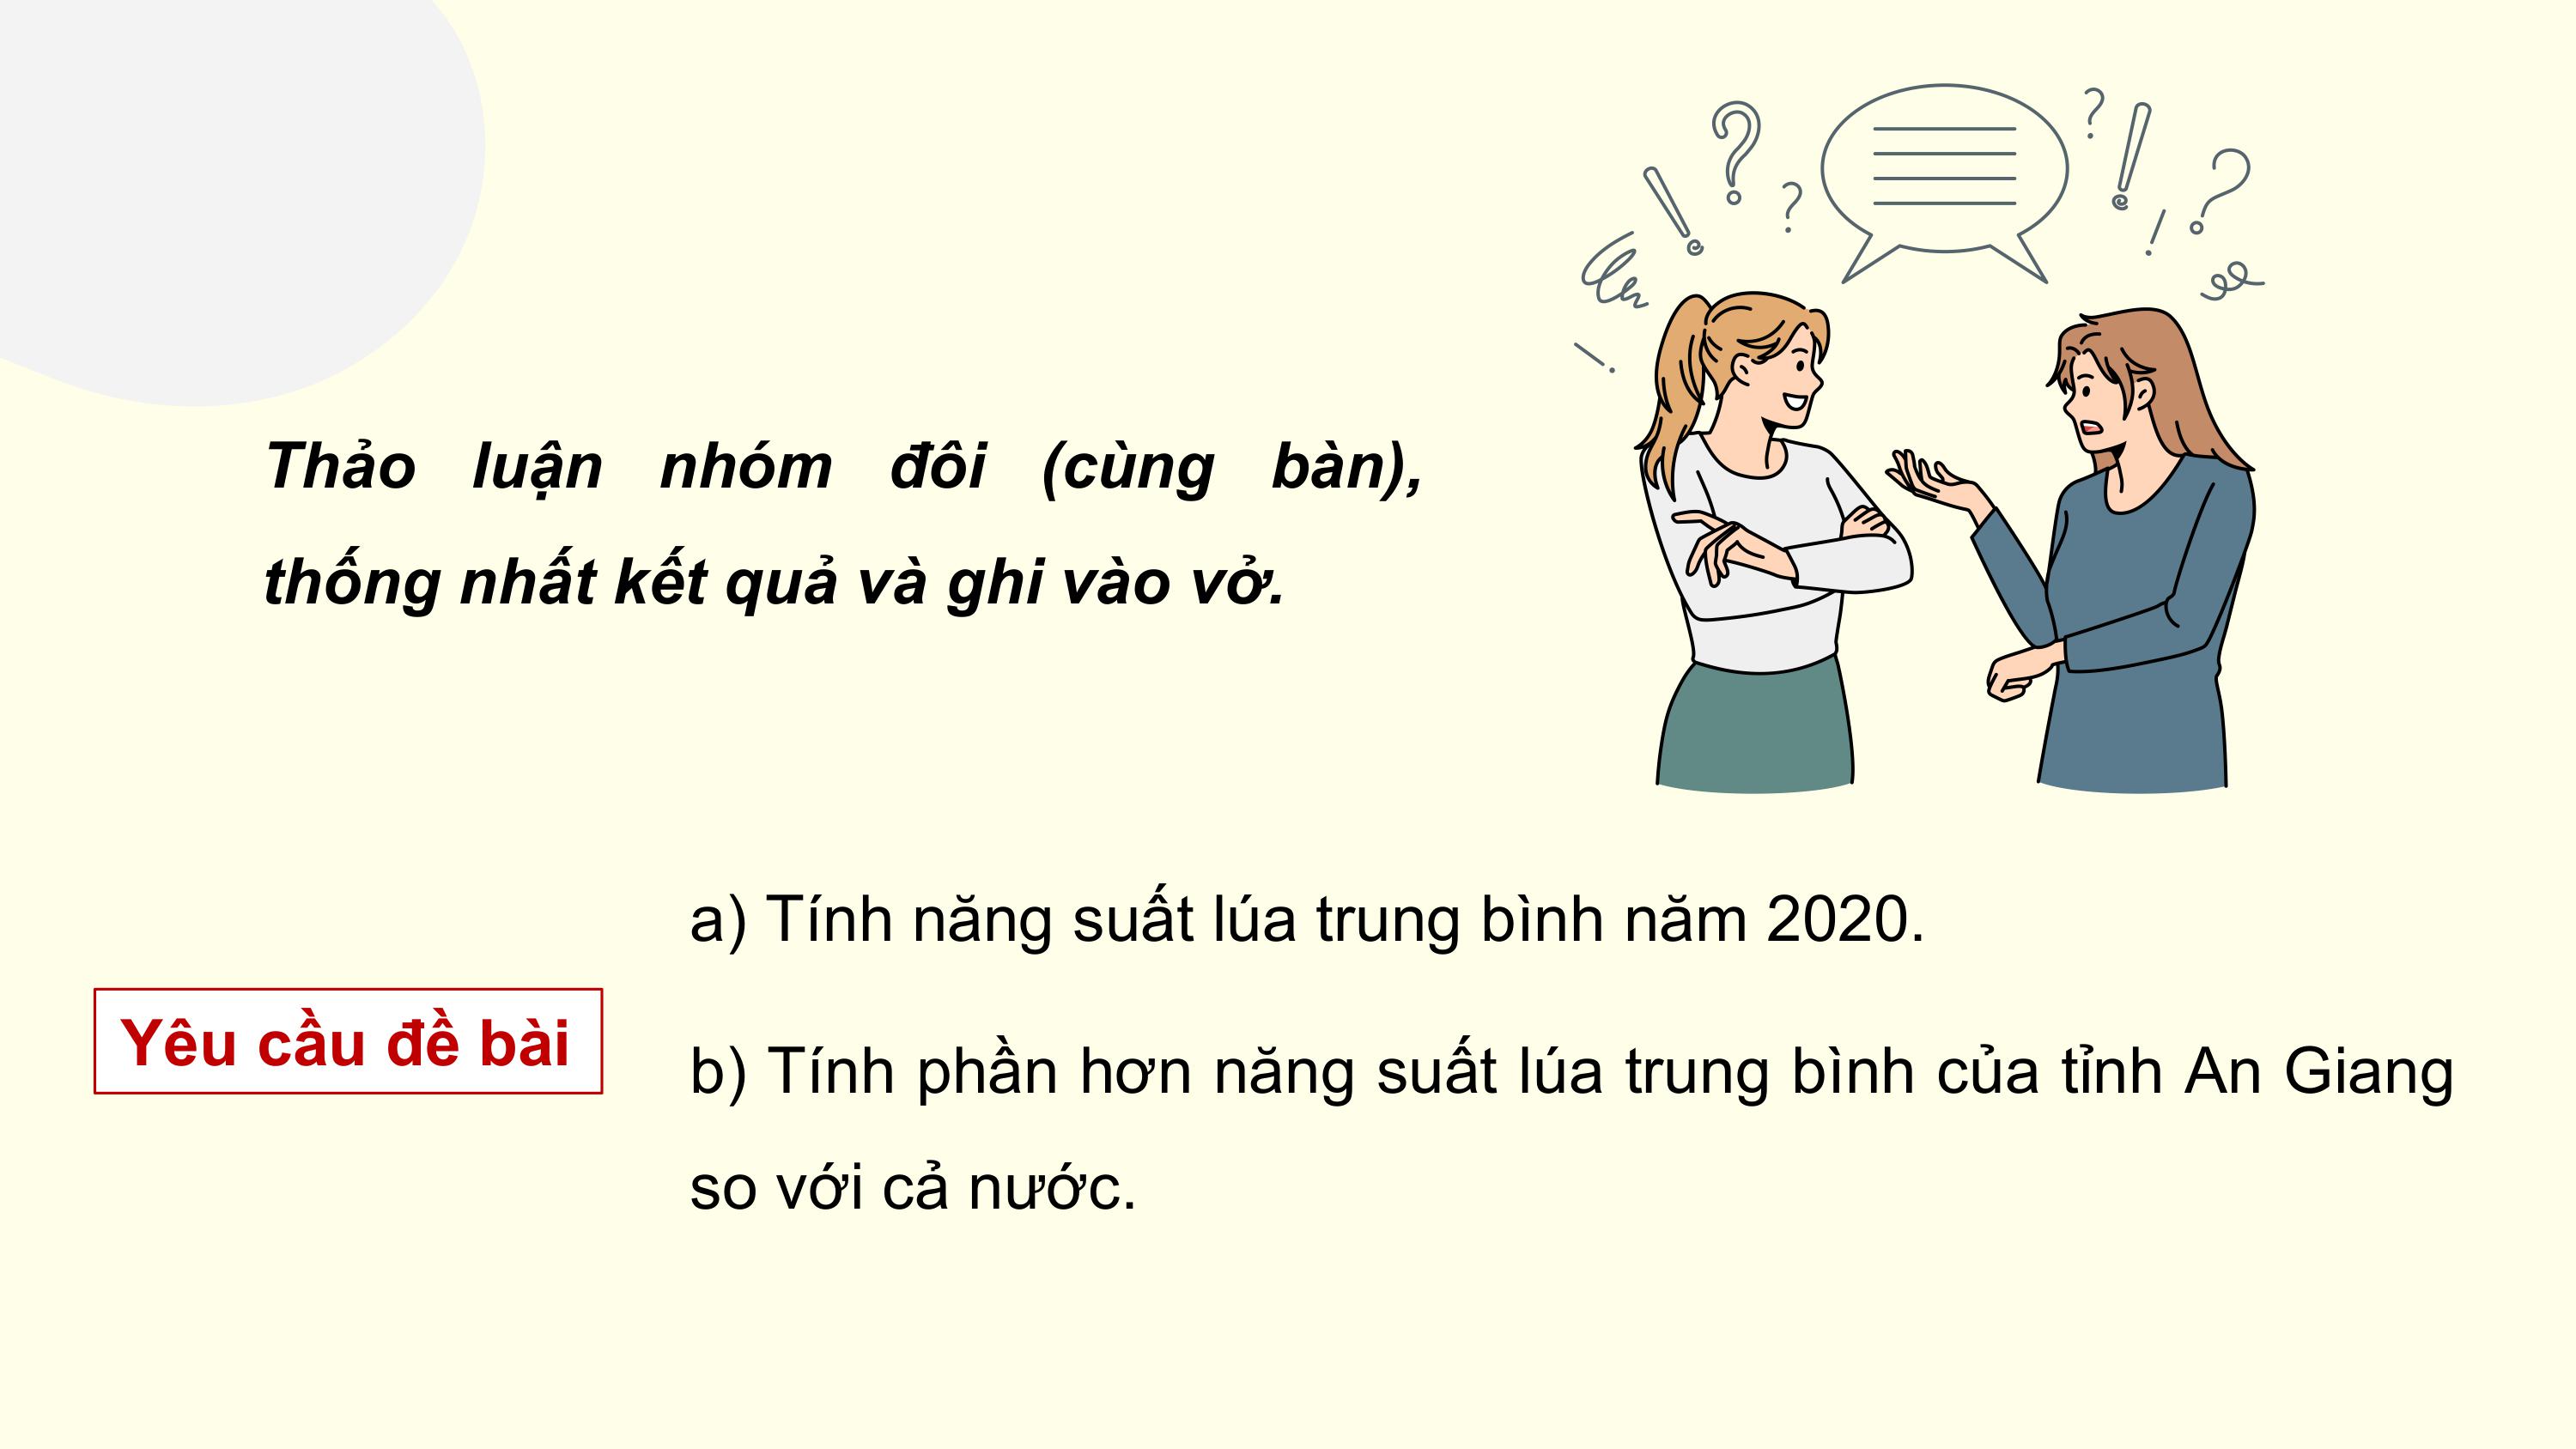 Thảo luận nhóm đôi (cùng bàn),
thống nhất kết quả và ghi vào vở.
a) Tính năng suất lúa trung bình năm 2020.
Yêu cầu đề bài
b) Tính phần hơn năng suất lúa trung bình của tỉnh An Giang
so với cả nước.